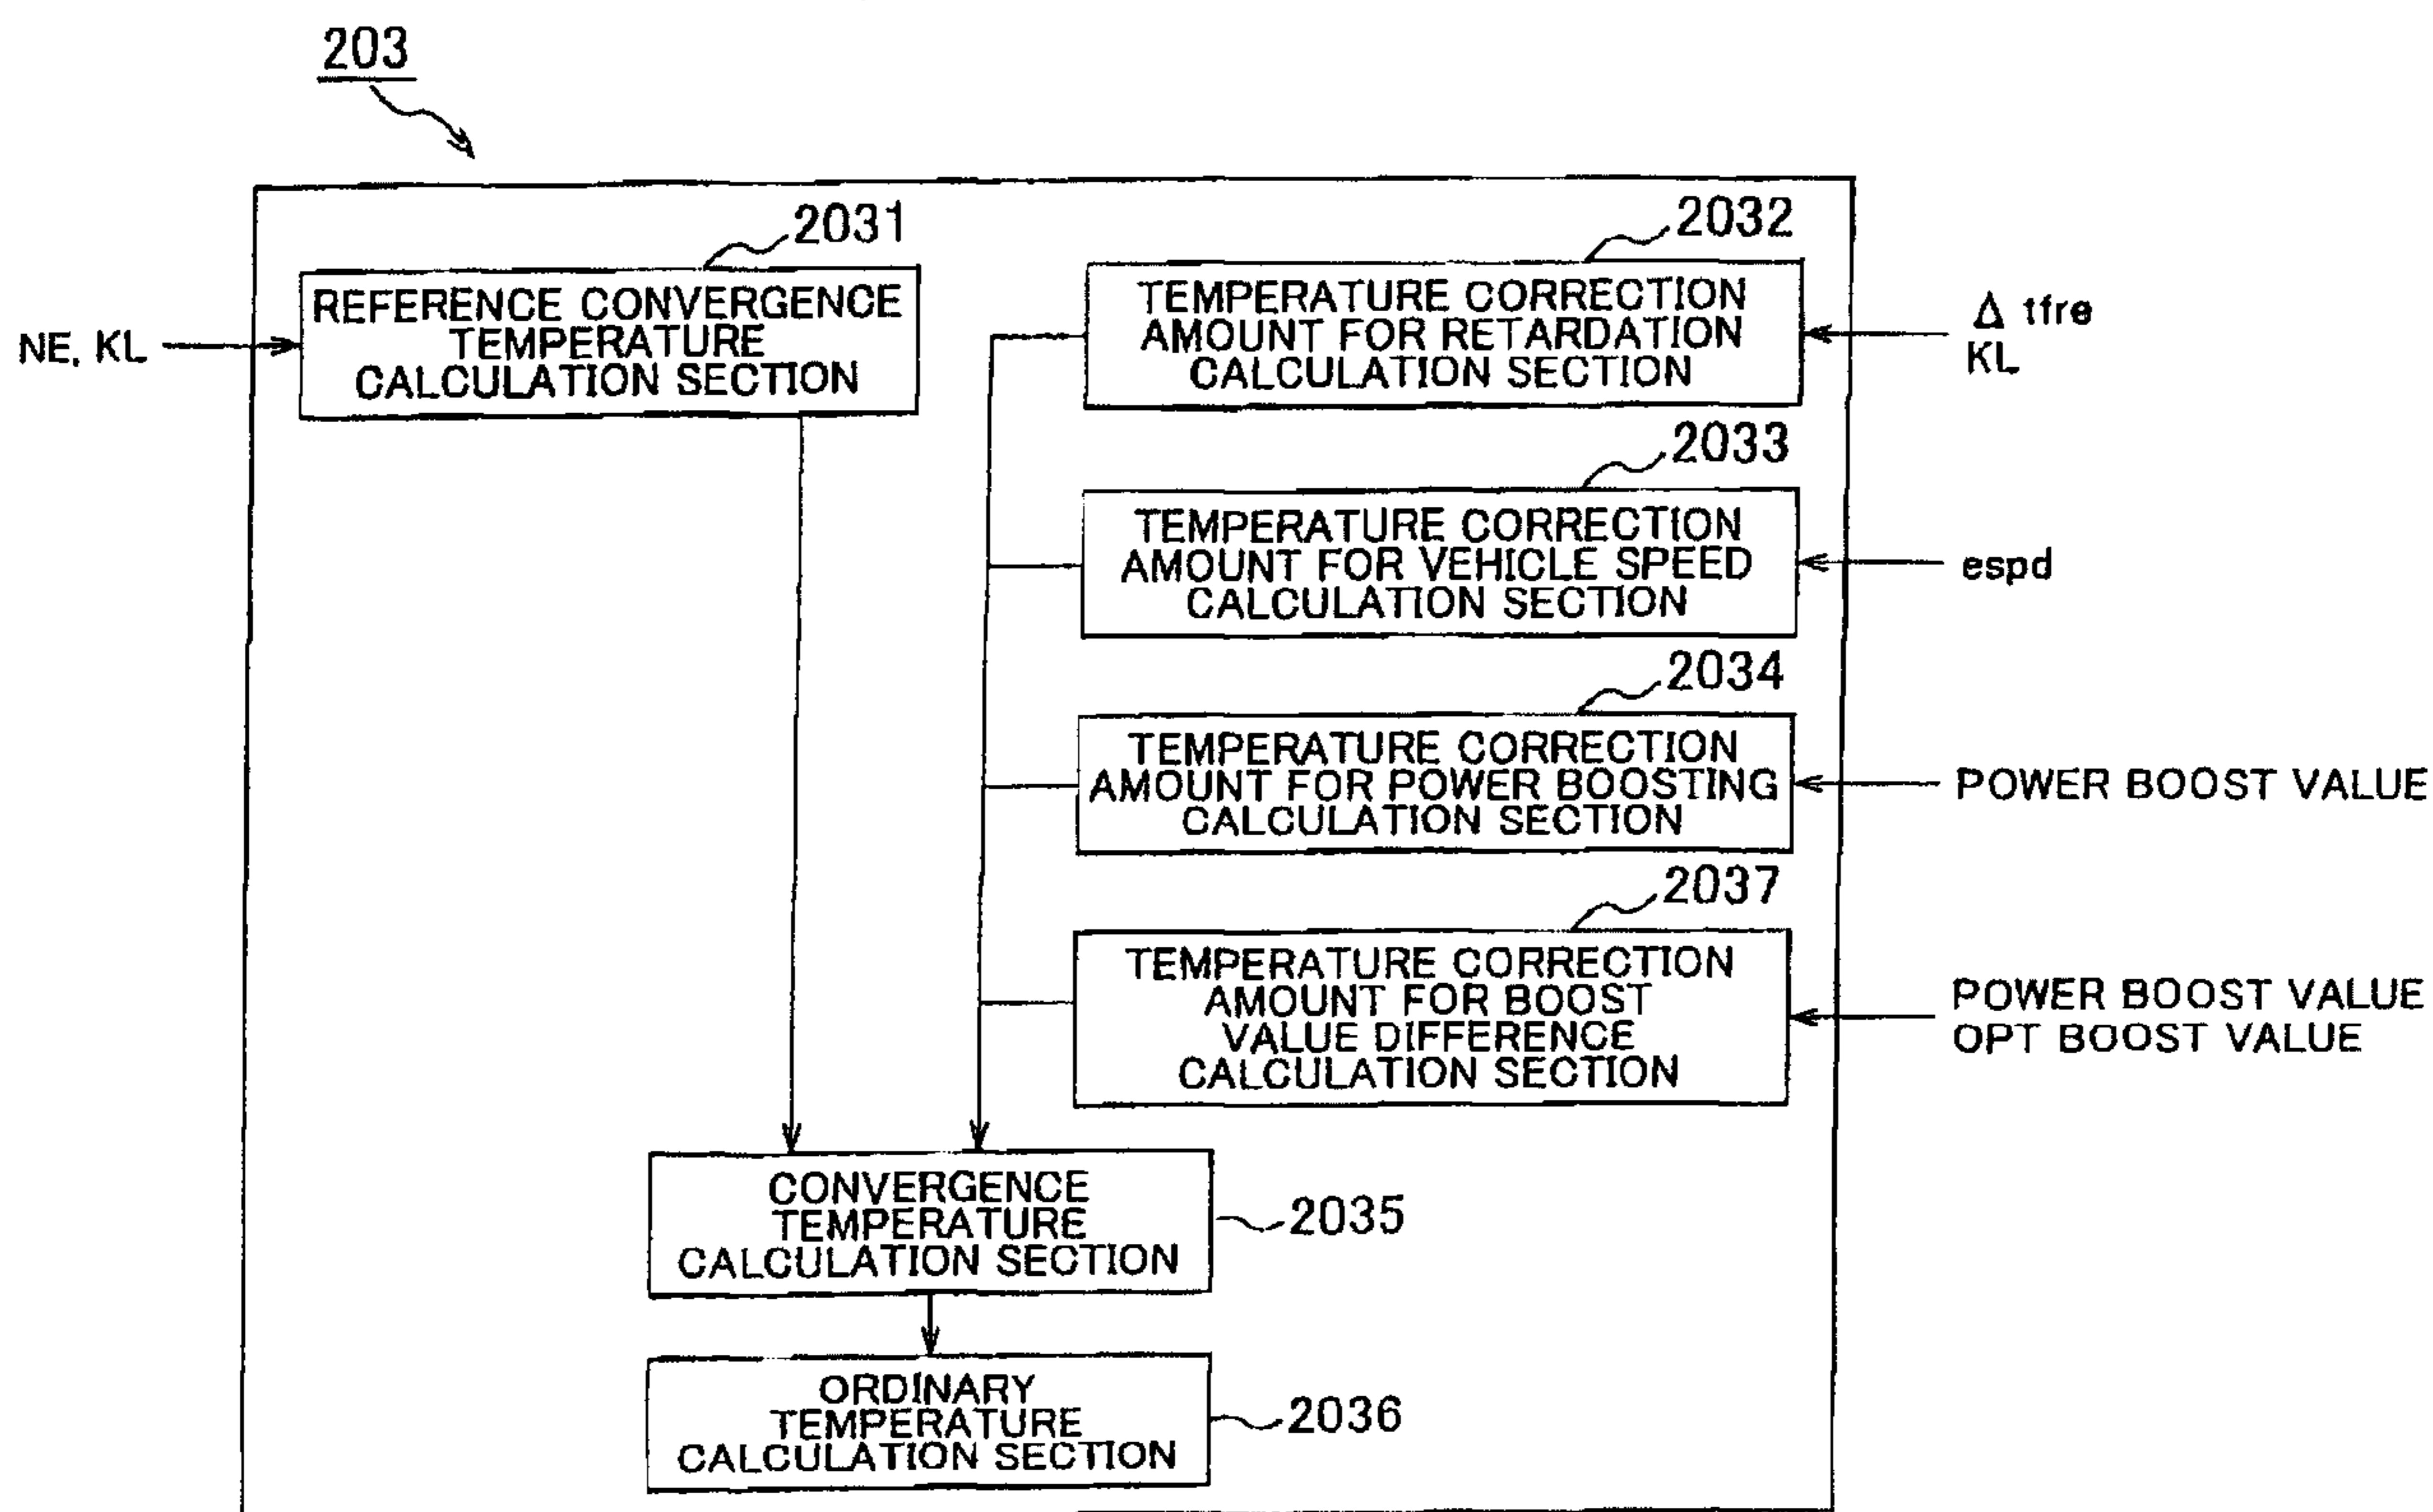 203
2031
REFERENCE CONVERGENCE
TEMPERATURE
CALCULATION SECTION
NE, KL
2032
TEMPERATURE CORRECTION
AMOUNT FOR RETARDATION
CALCULATION SECTION
Δ tfre
KL
2033
TEMPERATURE CORRECTION
AMOUNT FOR VEHICLE SPEED
CALCULATION SECTION
espd
2034
TEMPERATURE CORRECTION
AMOUNT FOR POWER BOOSTING
CALCULATION SECTION
POWER BOOST VALUE
2037
TEMPERATURE CORRECTION
AMOUNT FOR BOOST
VALUE DIFFERENCE
CALCULATION SECTION
POWER BOOST VALUE
OPT BOOST VALUE
CONVERGENCE
TEMPERATURE
CALCULATION SECTION
2035
ORDINARY
TEMPERATURE
CALCULATION SECTION
2036